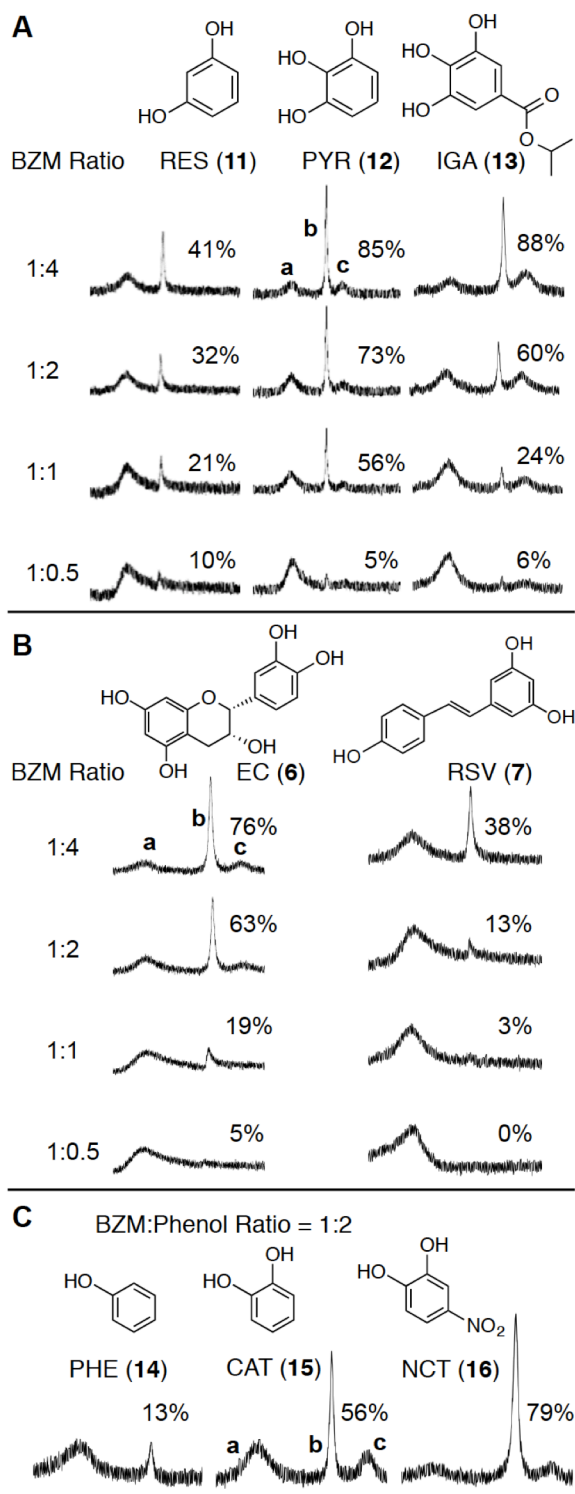 A
OH
HO
OH
HO
HO
OH
HO
HO
O
O
BZM Ratio RES (11) PYR (12) IGA (13)
1:4 41% a b c 85% 88%
1:2 32% 73% 60%
1:1 21% 56% 24%
1:0.5 10% 5% 6%
B
OH
OH
HO
O
OH
OH
OH
OH
HO
BZM Ratio EC (6) RSV (7)
1:4 a b 76% c 38%
1:2 63% 13%
1:1 19% 3%
1:0.5 5% 0%
C
BZM:Phenol Ratio = 1:2
HO
OH
HO
OH
HO
NO2
PHE (14) CAT (15) NCT (16)
13% a b 56% c 79%